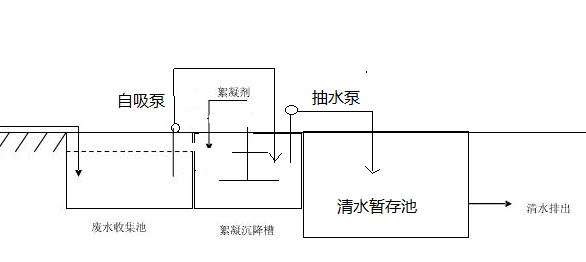 絮凝剂
自吸泵
抽水泵
清水暂存池
清水排出
废水收集池
絮凝沉降槽